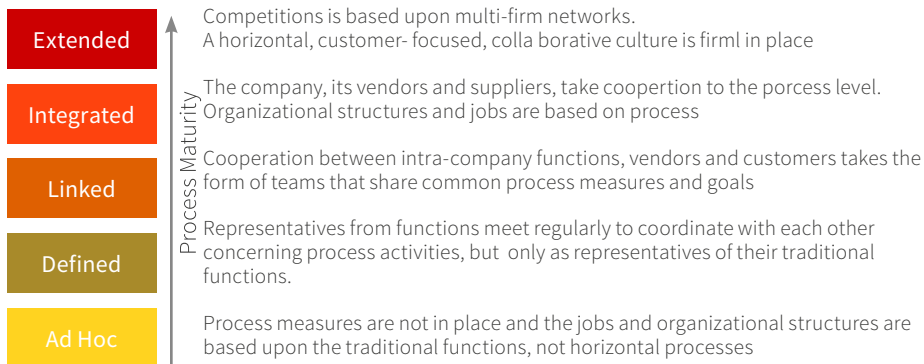 Extended
Competitions is based upon multi-firm networks.
A horizontal, customer- focused, colla borative culture is firml in place
Integrated
The company, its vendors and suppliers, take coopertion to the porcess level.
Organizational structures and jobs are based on process
Linked
Cooperation between intra-company functions, vendors and customers takes the
form of teams that share common process measures and goals
Defined
Representatives from functions meet regularly to coordinate with each other
concerning process activities, but only as representatives of their traditional
functions.
Ad Hoc
Process measures are not in place and the jobs and organizational structures are
based upon the traditional functions, not horizontal processes
Process Maturity